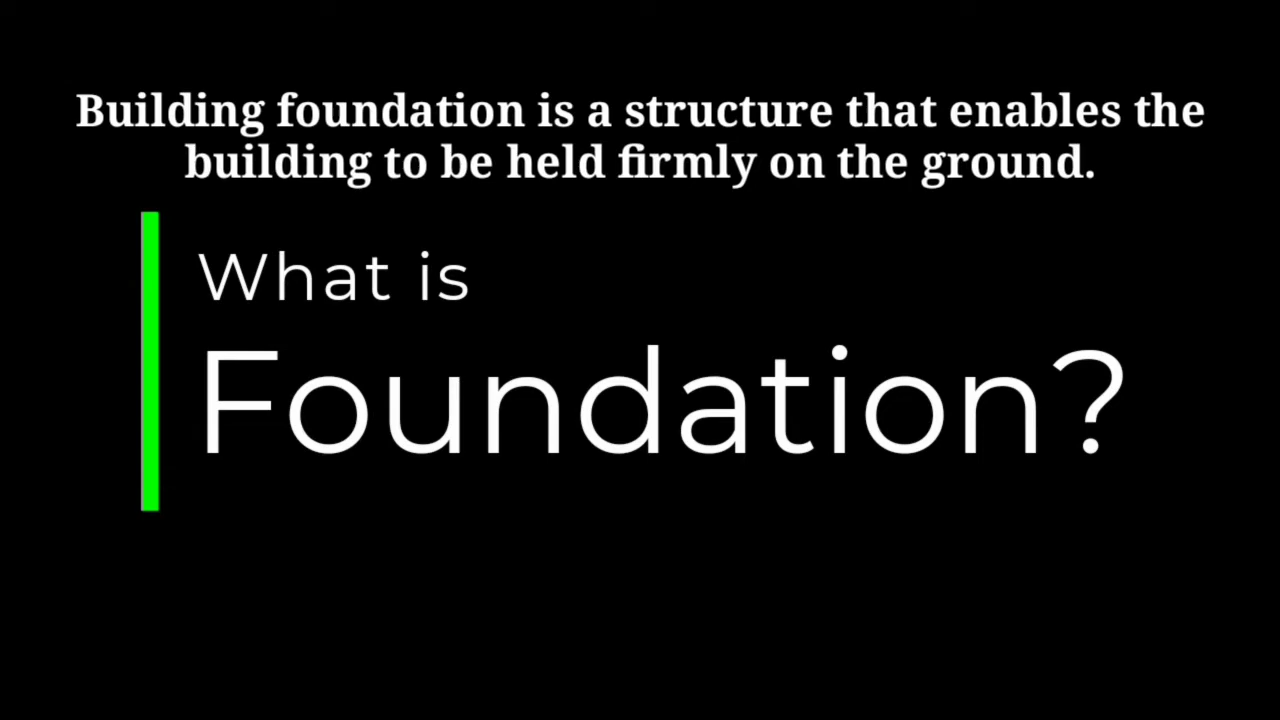 Building foundation is a structure that enables the
building to be held firmly on the ground.
What is
Foundation?